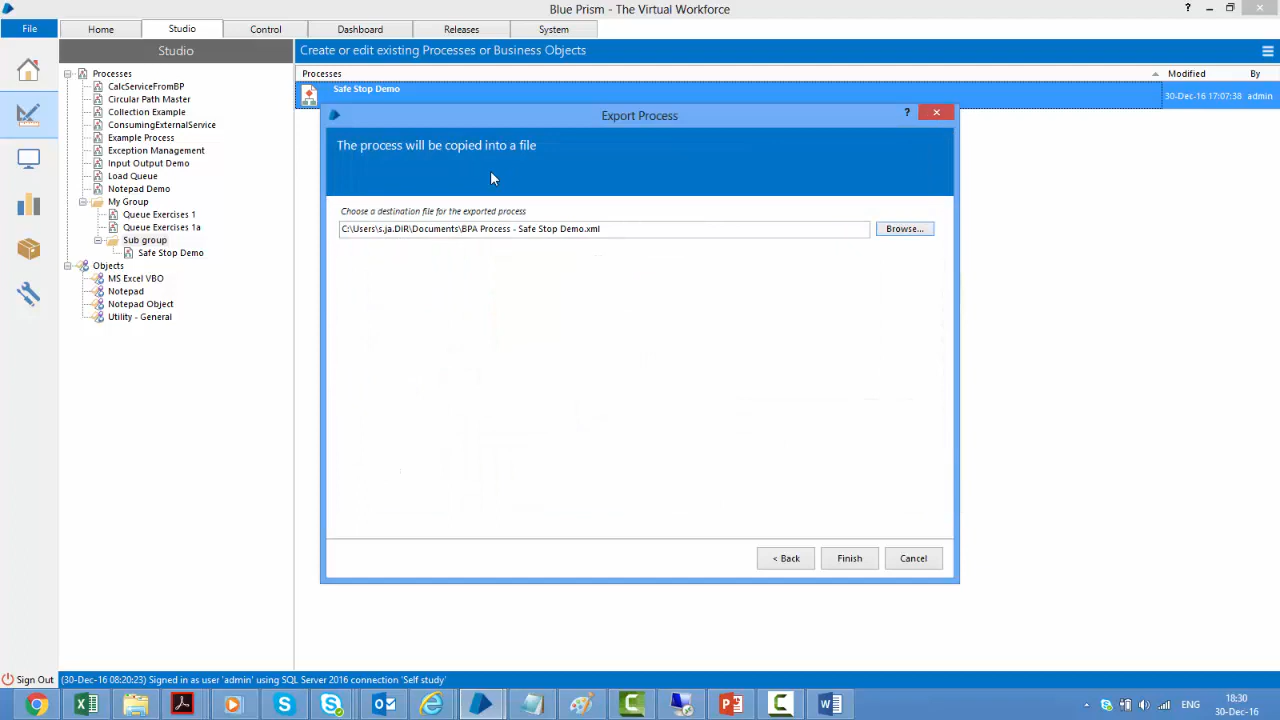 Blue Prism - The Virtual Workforce
File
Home
Studio
Control
Dashboard
Releases
System
Studio
Create or edit existing Processes or Business Objects
Processes
CalcServiceFromBP
Circular Path Master
Collection Example
ConsumingExternalService
Example Process
Exception Management
Input Output Demo
Load Queue
Notepad Demo
My Group
Queue Exercises 1
Queue Exercises 1a
Sub group
Safe Stop Demo
Objects
MS Excel VBO
Notepad
Notepad Object
Utility - General
Processes
Modified
By
Safe Stop Demo
30-Dec-16 17:07:38 admin
Export Process
?
The process will be copied into a file
Choose a destination file for the exported process
C:\Users\s.ja.DIR\Documents\BPA Process - Safe Stop Demo.xml
Browse...
< Back
Finish
Cancel
Sign Out
(30-Dec-16 08:20:23) Signed in as user 'admin' using SQL Server 2016 connection 'Self study'
ENG
18:30
30-Dec-16